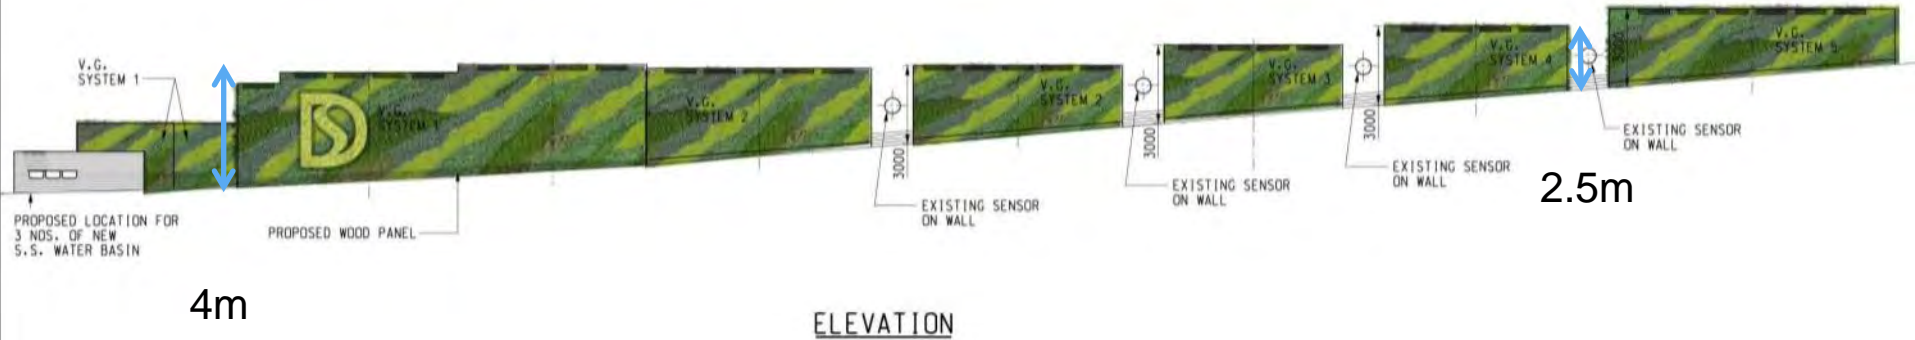 V.G.
SYSTEM 1
V.G.
SYSTEM 1
V.G.
SYSTEM 2
V.G.
SYSTEM 2
V.G.
SYSTEM 3
V.G.
SYSTEM 4
V.G.
SYSTEM 5
3000
3000
3000
3000
EXISTING SENSOR
ON WALL
EXISTING SENSOR
ON WALL
EXISTING SENSOR
ON WALL
EXISTING SENSOR
ON WALL
2.5m
PROPOSED LOCATION FOR
3 NOS. OF NEW
S.S. WATER BASIN
PROPOSED WOOD PANEL
4m
ELEVATION